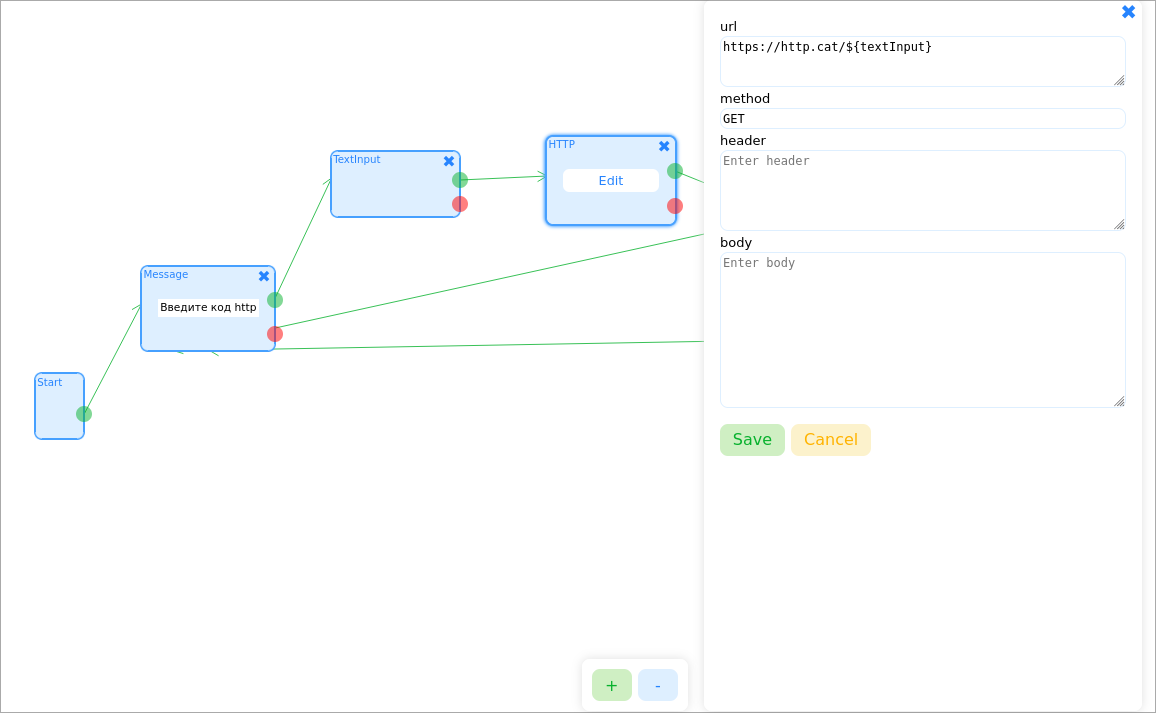 url
https://http.cat/${textInput}
method
GET
header
Enter header
body
Enter body
Save
Cancel
HTTP
Edit
TextInput
Message
Введите код http
Start
+
-